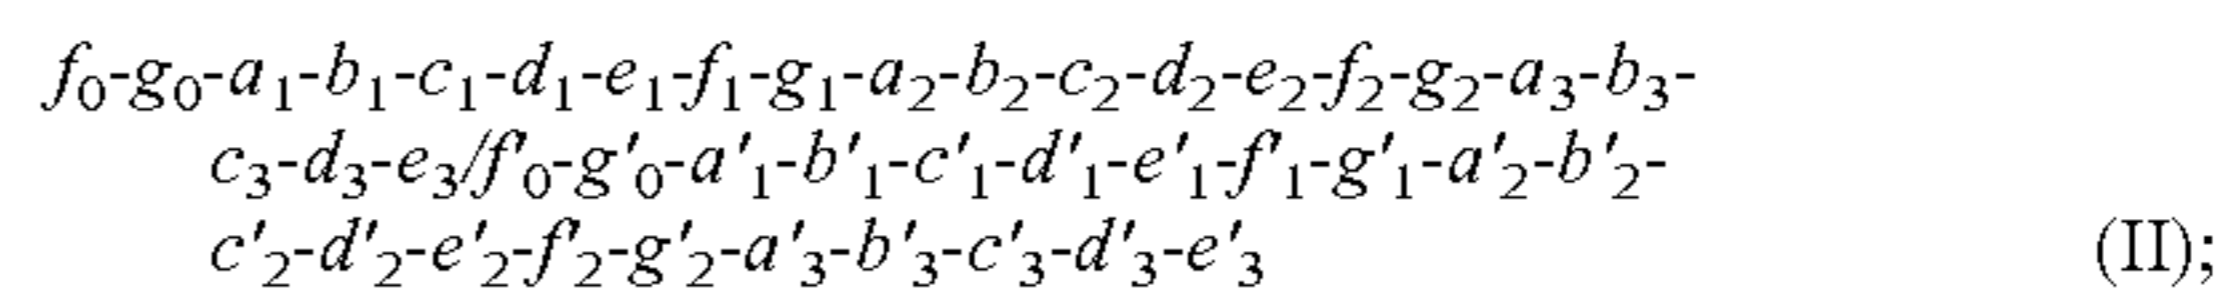 f₀-g₀-a₁-b₁-c₁-d₁-e₁-f₁-g₁-a₂-b₂-c₂-d₂-e₂-f₂-g₂-a₃-b₃-
c₃-d₃-e₃/f'₀-g'₀-a'₁-b'₁-c'₁-d'₁-e'₁-f'₁-g'₁-a'₂-b'₂-
c'₂-d'₂-e'₂-f'₂-g'₂-a'₃-b'₃-c'₃-d'₃-e'₃ (II);